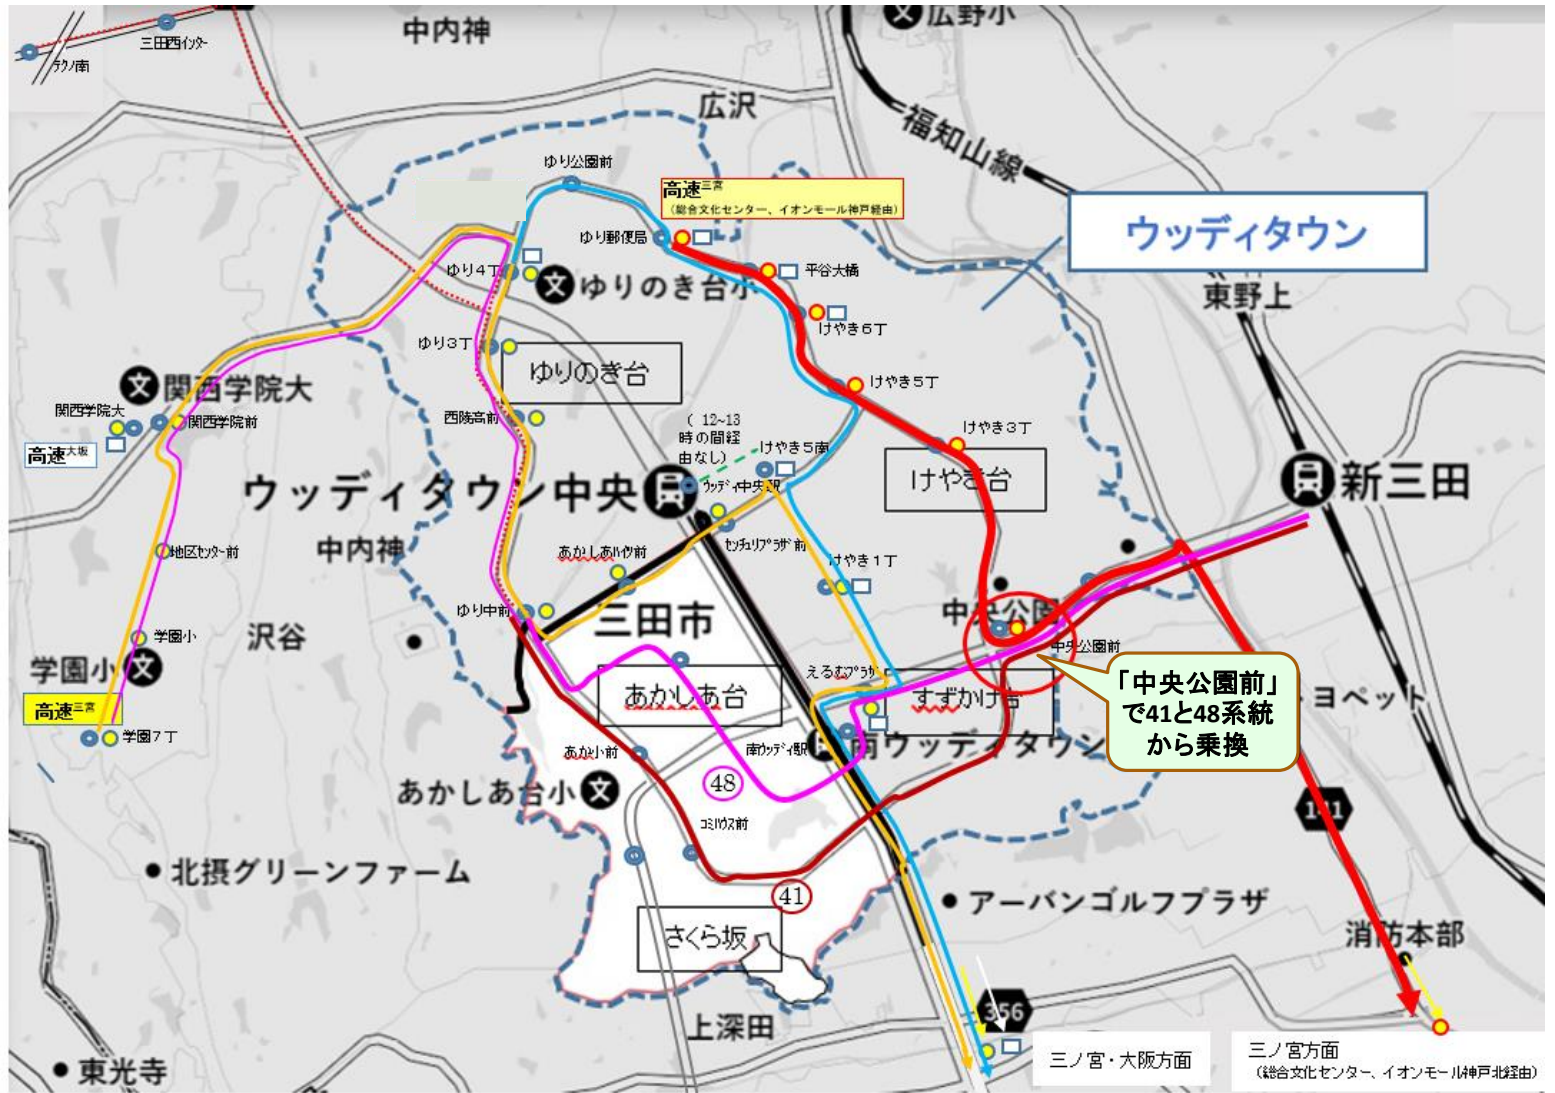 中内神
広野小
三田西インター
テクノ南
広沢
福知山線
ゆり公園前
高速三宮
（総合文化センター、イオンモール神戸経由）
ウッディタウン
ゆり郵便局
平谷大橋
東野上
ゆり4丁
ゆりのき台小
けやき6丁
ゆり3丁
ゆりのき台
けやき5丁
関西学院大
関西学院大
関西学院前
高速大坂
西陵高前
（ 12~13
時の間経
由なし）
けやき5南
けやき3丁
けやき台
新三田
ウッディタウン中央
ウッディ中央駅
センチュリプラザ前
中内神
地区センター前
あかしあハイツ前
けやき1丁
ゆり中前
三田市
中央公園
中央公園前
学園小
学園小
沢谷
えるむプラザ
あかしあ台
すずかけ台
「中央公園前」
で41と48系統
から乗換
トヨペット
高速三宮
学園7丁
あか小前
南ウッディ駅
南ウッディタウン
あかしあ台小
48
コミハウス前
141
北摂グリーンファーム
41
アーバンゴルフプラザ
さくら坂
消防本部
356
上深田
三ノ宮・大阪方面
三ノ宮方面
（総合文化センター、イオンモール神戸北経由）
東光寺